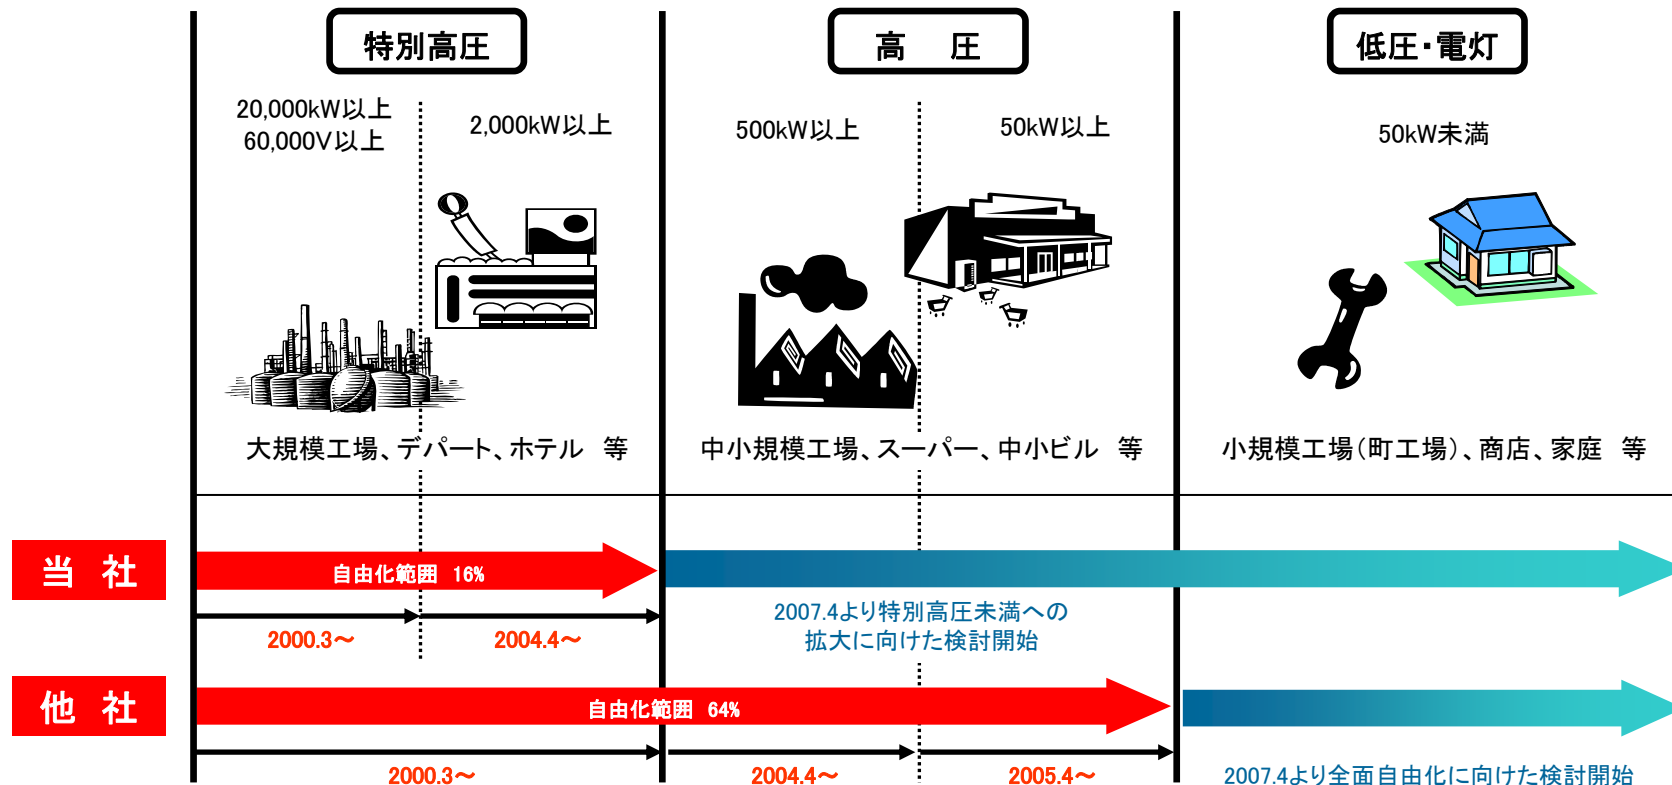 特別高圧
高　圧
低圧・電灯
20,000kW以上
60,000V以上
2,000kW以上
500kW以上
50kW以上
50kW未満
大規模工場、デパート、ホテル　等
中小規模工場、スーパー、中小ビル　等
小規模工場（町工場）、商店、家庭　等
当　社
自由化範囲　16%
2000.3～
2004.4～
2007.4より特別高圧未満への
拡大に向けた検討開始
他　社
自由化範囲　64%
2000.3～
2004.4～
2005.4～
2007.4より全面自由化に向けた検討開始